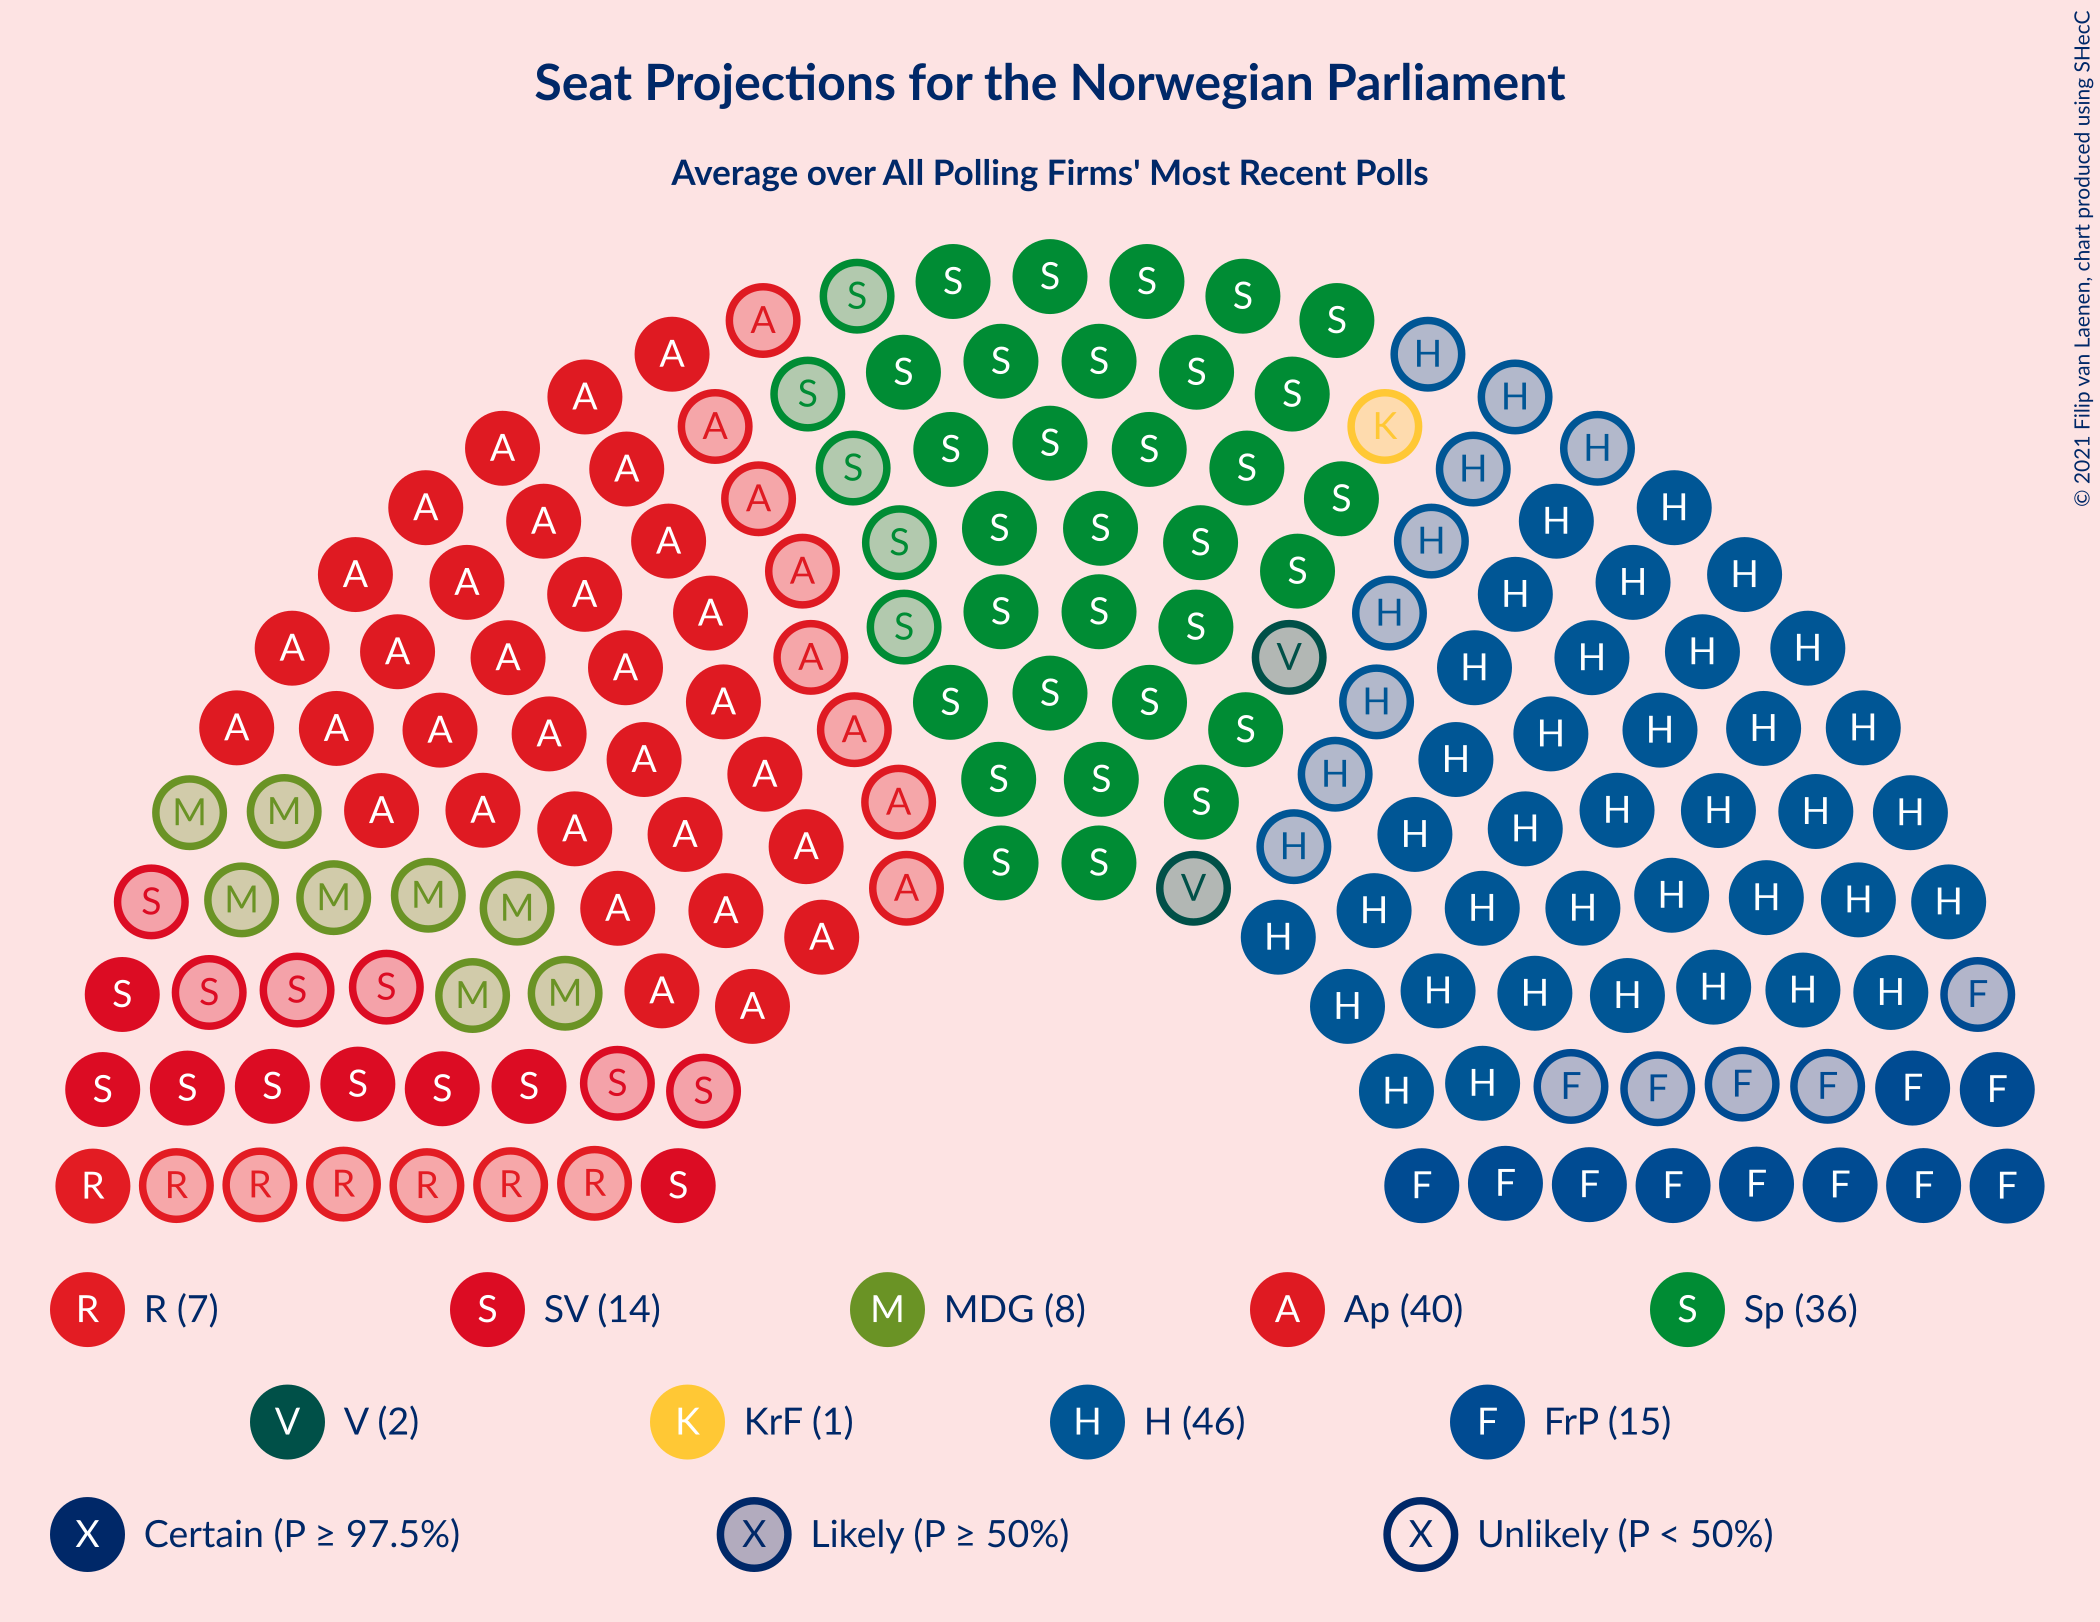 © 2021 Filip van Laenen, chart produced using SHecC
Seat Projections for the Norwegian Parliament
Average over All Polling Firms' Most Recent Polls
S S S S S
A S
A S S S S H
A S S H
A K
A S S S H
A S S H
A A S H
A S S H
A S S H
A A A S H H
A H
A S S S S H
A A A A A V H H H H
A S S S H
A A A A A S H H H H
A A S S H H
M M A A A S H H H H
A A A H H H
S S
S M M M M A A A V H H H H H H H
A H
S S S S M M A A H H H H H H H F
S S S S S S S S H H F F F F F F
R R R R R R R S F F F F F F F F
R R (7) S SV (14) M MDG (8) A Ap (40) S Sp (36)
V V (2) K KrF (1) H H (46) F FrP (15)
X Certain (P ≥ 97.5%) X Likely (P ≥ 50%) X Unlikely (P < 50%)